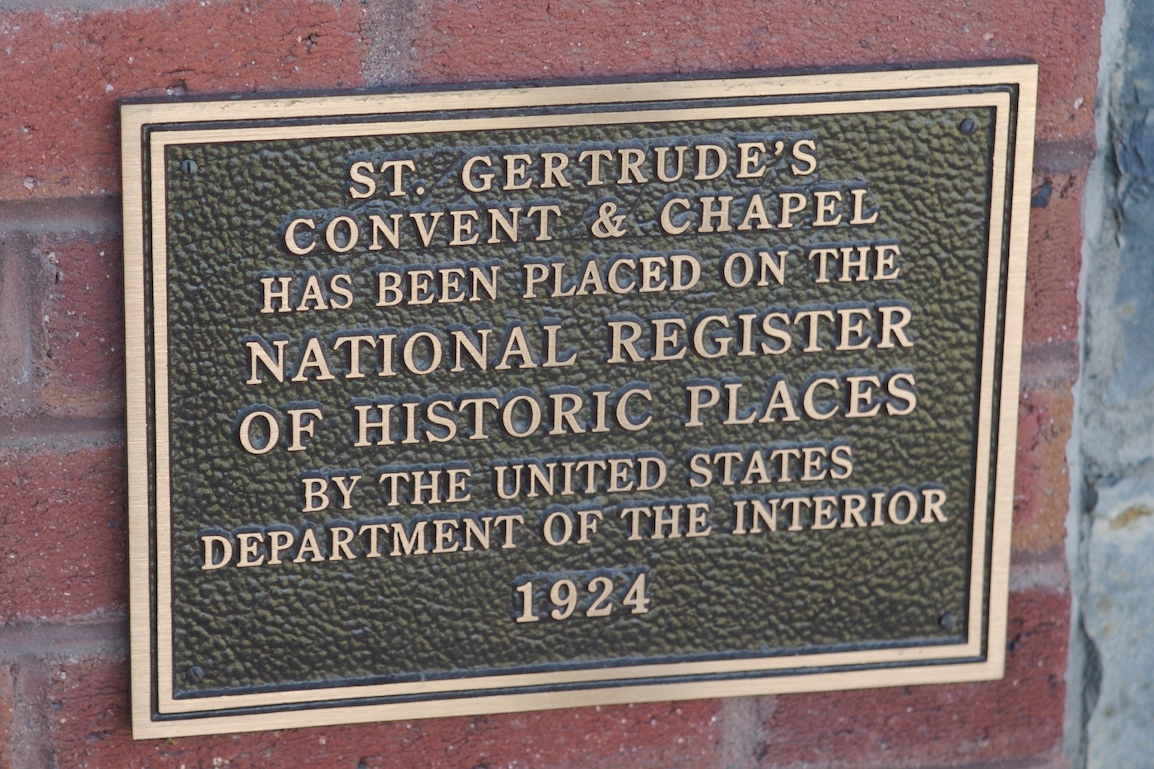 ST. GERTRUDE'S
CONVENT & CHAPEL
HAS BEEN PLACED ON THE
NATIONAL REGISTER
OF HISTORIC PLACES
BY THE UNITED STATES
DEPARTMENT OF THE INTERIOR
1924